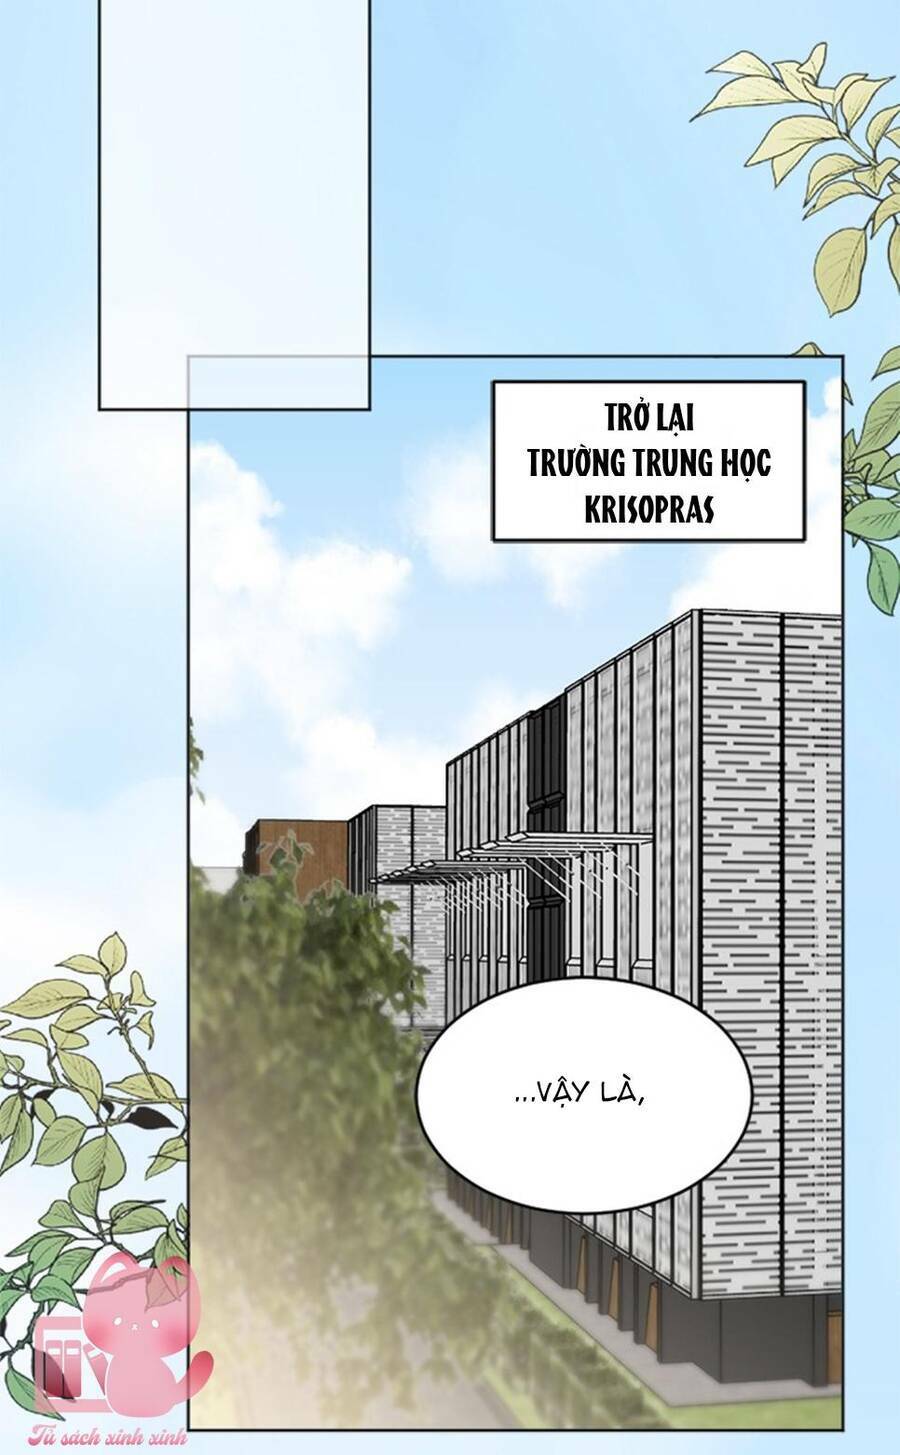 TRỞ LẠI
TRƯỜNG TRUNG HỌC
KRISOPRAS
...VẬY LÀ,
Tủ sách xinh xinh